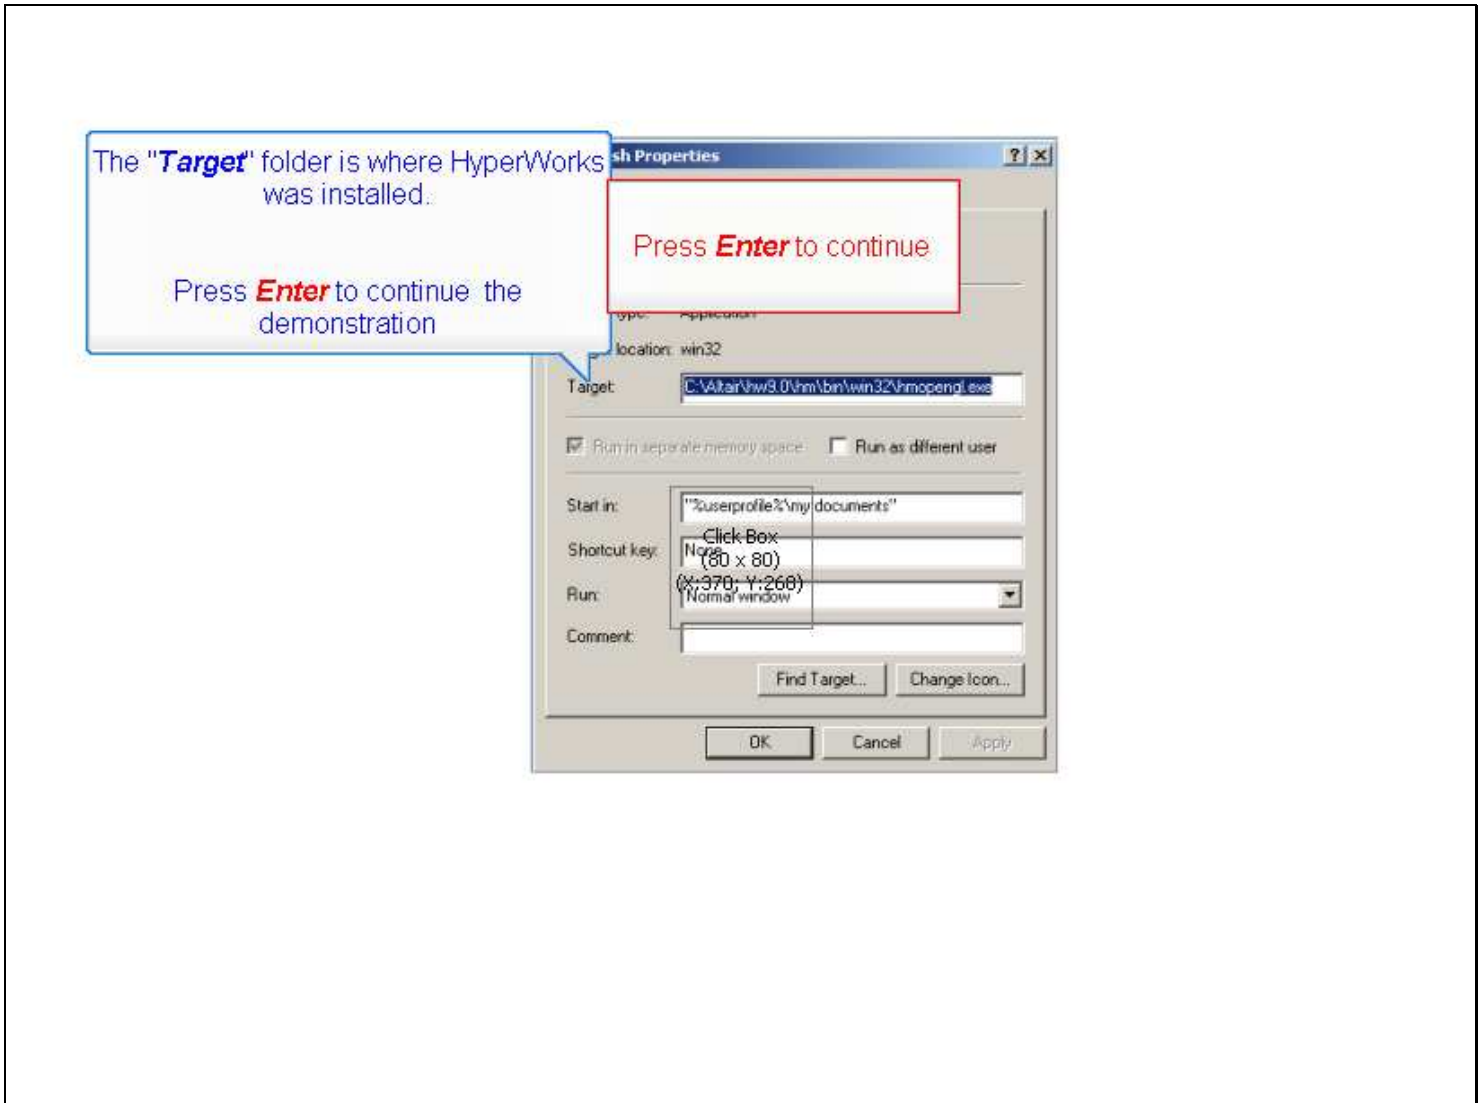 The "Target" folder is where HyperWorks
was installed.
Press Enter to continue the
demonstration
sh Properties
Press Enter to continue
type: Application
location: win32
Target: C:\Altair\hw9.0\hm\bin\win32\hmopengl.exe
Run in separate memory space
Run as different user
Start in: "%userprofile%\my documents"
Shortcut key: None
Click Box
(80 x 80)
(X:370; Y:268)
Run: Normal window
Comment:
Find Target...
Change Icon...
OK
Cancel
Apply